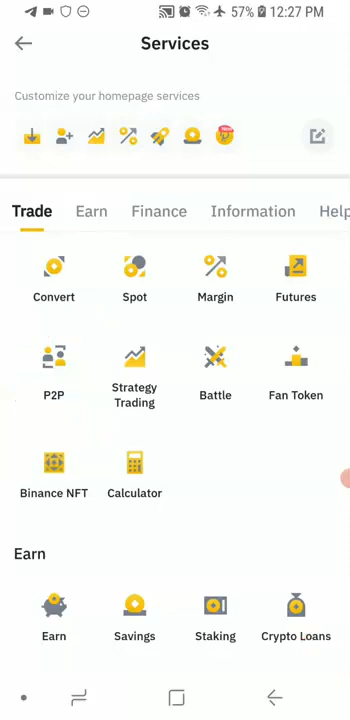 57% 12:27 PM
Services
Customize your homepage services
New
Trade Earn Finance Information Help
Convert Spot Margin Futures
P2P Strategy Trading Battle Fan Token
Binance NFT Calculator
Earn
Earn Savings Staking Crypto Loans